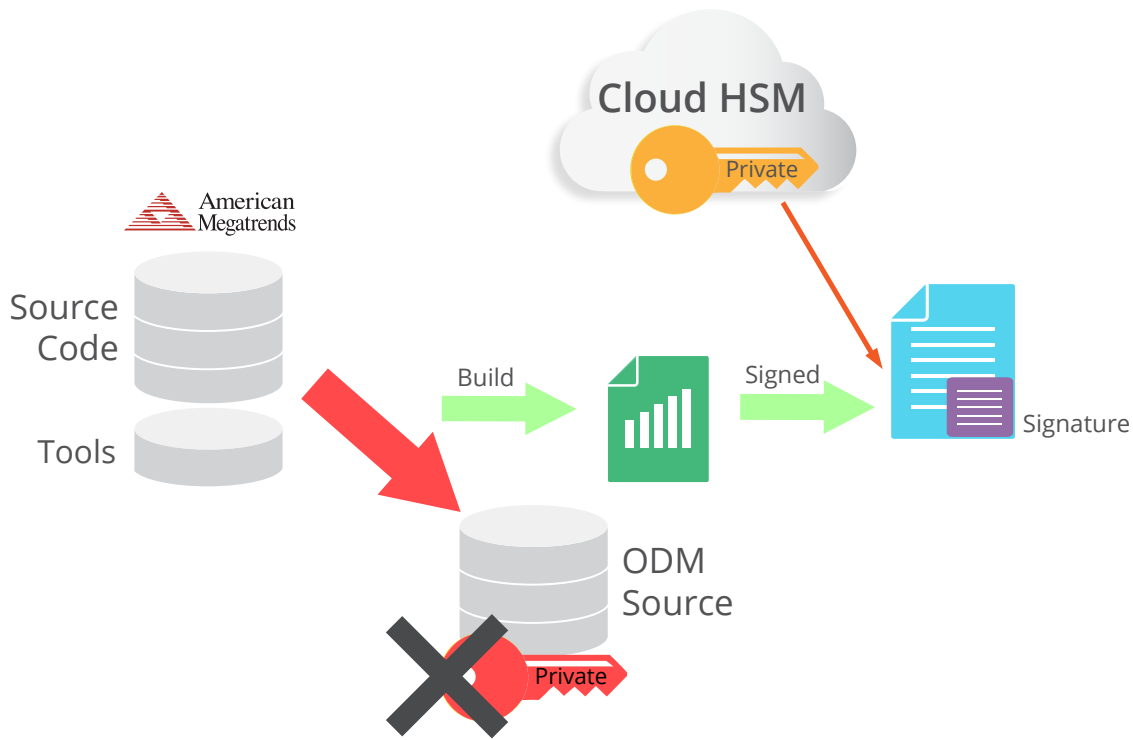 Cloud HSM
Private
American
Megatrends
Source
Code
Tools
Build
Signed
Signature
ODM
Source
Private